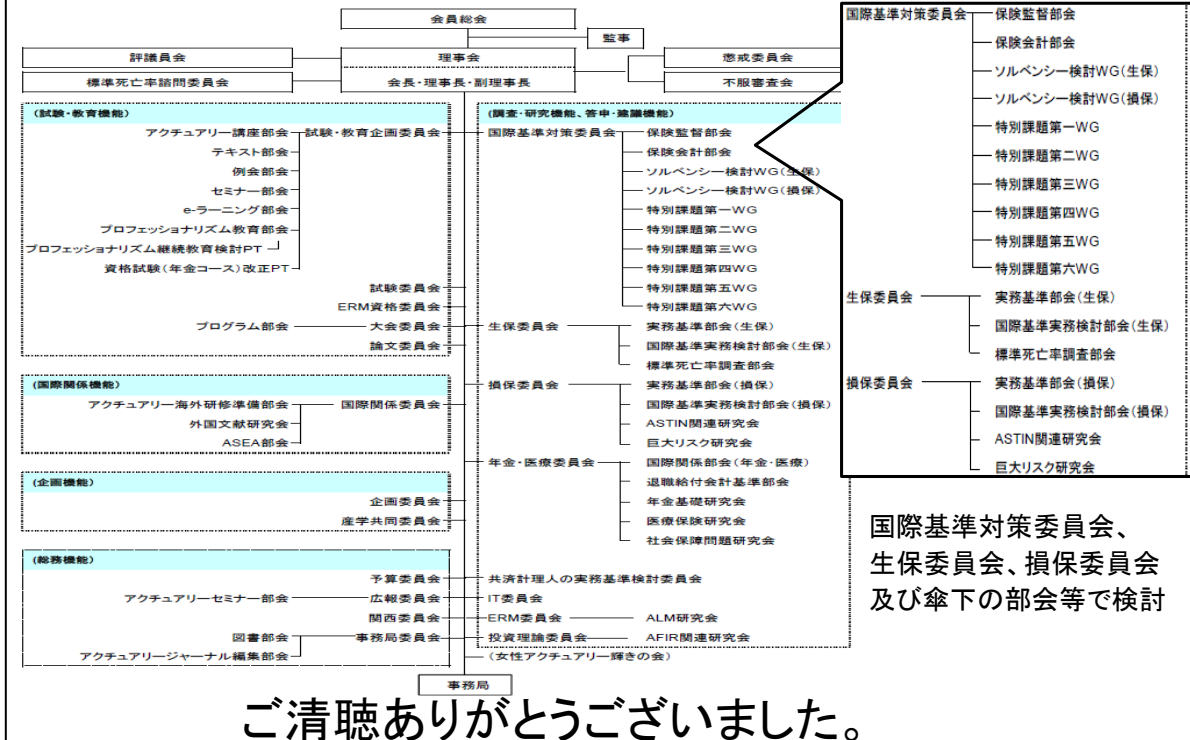 会員総会
監事
評議員会
理事会
懲戒委員会
標準死亡率諮問委員会
会長・理事長・副理事長
不服審査会
(試験・教育機能)
アクチュアリー講座部会
試験・教育企画委員会
テキスト部会
例会部会
セミナー部会
e-ラーニング部会
プロフェッショナリズム教育部会
プロフェッショナリズム継続教育検討PT
資格試験(年金コース)改正PT
試験委員会
ERM資格委員会
プログラム部会
大会委員会
論文委員会
(国際関係機能)
アクチュアリー海外研修準備部会
国際関係委員会
外国文献研究会
ASEA部会
(企画機能)
企画委員会
産学共同委員会
(総務機能)
予算委員会
アクチュアリーセミナー部会
広報委員会
関西委員会
図書部会
事務局委員会
アクチュアリージャーナル編集部会
(調査・研究機能、答申・建議機能)
国際基準対策委員会
保険監督部会
保険会計部会
ソルベンシー検討WG(生保)
ソルベンシー検討WG(損保)
特別課題第一WG
特別課題第二WG
特別課題第三WG
特別課題第四WG
特別課題第五WG
特別課題第六WG
生保委員会
実務基準部会(生保)
国際基準実務検討部会(生保)
標準死亡率調査部会
損保委員会
実務基準部会(損保)
国際基準実務検討部会(損保)
ASTIN関連研究会
巨大リスク研究会
年金・医療委員会
国際関係部会(年金・医療)
退職給付会計基準部会
年金基礎研究会
医療保険研究会
社会保障問題研究会
共済計理人の実務基準検討委員会
IT委員会
ERM委員会
ALM研究会
投資理論委員会
AFIR関連研究会
(女性アクチュアリー輝きの会)
事務局
国際基準対策委員会
保険監督部会
保険会計部会
ソルベンシー検討WG(生保)
ソルベンシー検討WG(損保)
特別課題第一WG
特別課題第二WG
特別課題第三WG
特別課題第四WG
特別課題第五WG
特別課題第六WG
生保委員会
実務基準部会(生保)
国際基準実務検討部会(生保)
標準死亡率調査部会
損保委員会
実務基準部会(損保)
国際基準実務検討部会(損保)
ASTIN関連研究会
巨大リスク研究会
国際基準対策委員会、
生保委員会、損保委員会
及び傘下の部会等で検討
ご清聴ありがとうございました。